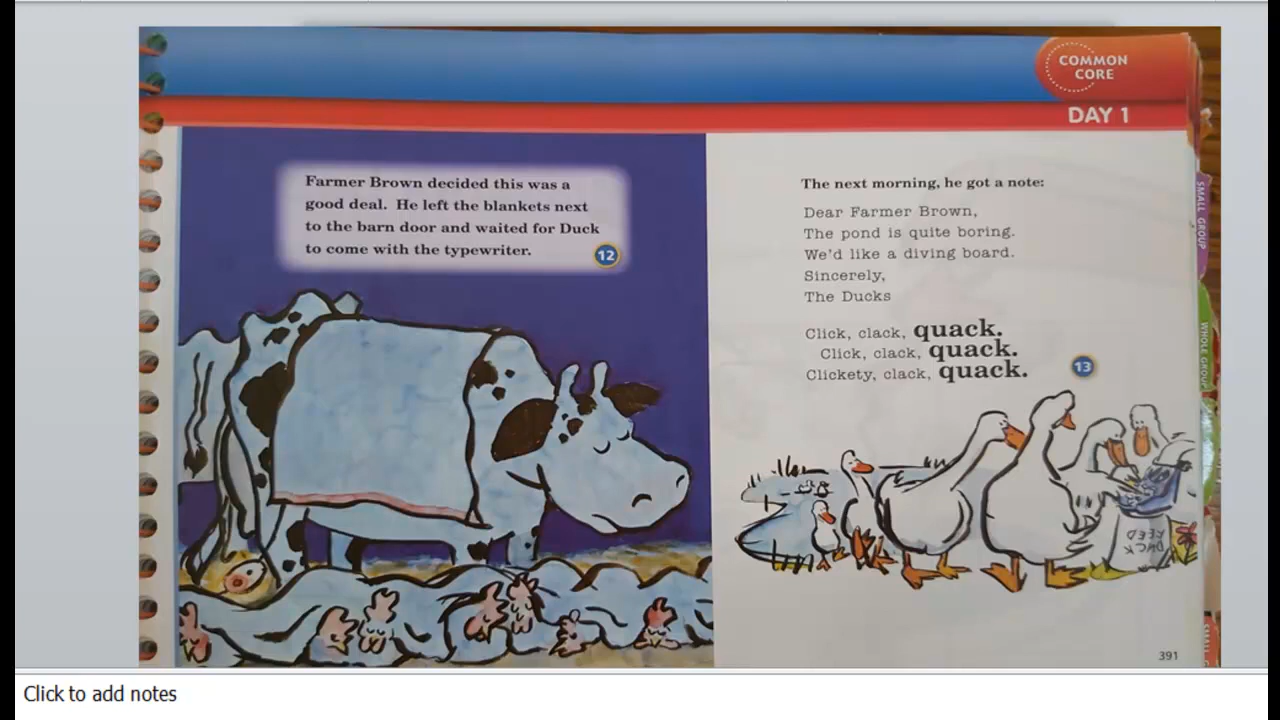 COMMON
CORE
DAY 1
Farmer Brown decided this was a
good deal. He left the blankets next
to the barn door and waited for Duck
to come with the typewriter.
12
The next morning, he got a note:
Dear Farmer Brown,
The pond is quite boring.
We'd like a diving board.
Sincerely,
The Ducks
Click, clack, quack.
Click, clack, quack.
Clickety, clack, quack.
13
DUCK
FEED
391
SMALL GROUP
WHOLE GROUP
Click to add notes